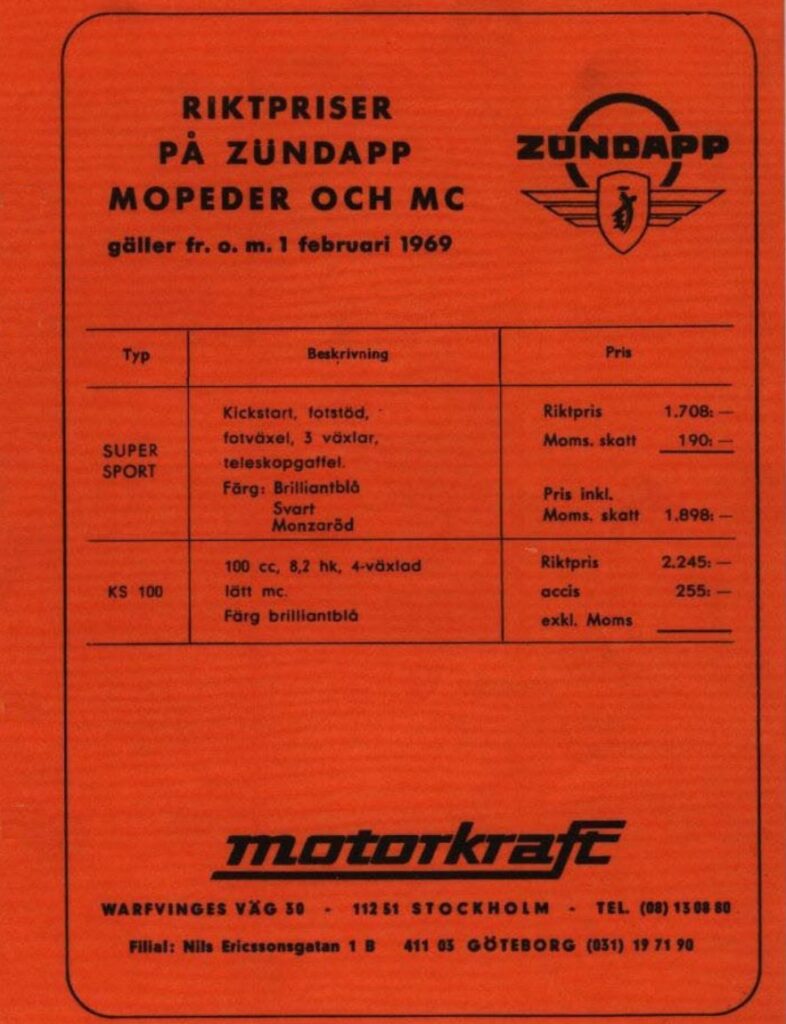 RIKTPRISER
PÅ ZÜNDAPP
MOPEDER OCH MC
gäller fr. o. m. 1 februari 1969
ZÜNDAPP
Typ Beskrivning Pris
SUPER
SPORT
Kickstart, fotstöd,
fotväxel, 3 växlar,
teleskopgaffel.
Färg: Brilliantblå
Svart
Monzaröd
Riktpris 1.708: —
Moms. skatt 190: —
Pris inkl.
Moms. skatt 1.898: —
KS 100
100 cc, 8,2 hk, 4-växlad
lätt mc.
Färg brilliantblå
Riktpris 2.245: —
accis 255: —
exkl. Moms
motorkraft
WARFVINGES VÄG 30 - 112 51 STOCKHOLM - TEL. (08) 13 08 80
Filial: Nils Ericssonsgatan 1 B 411 03 GÖTEBORG (031) 19 71 90